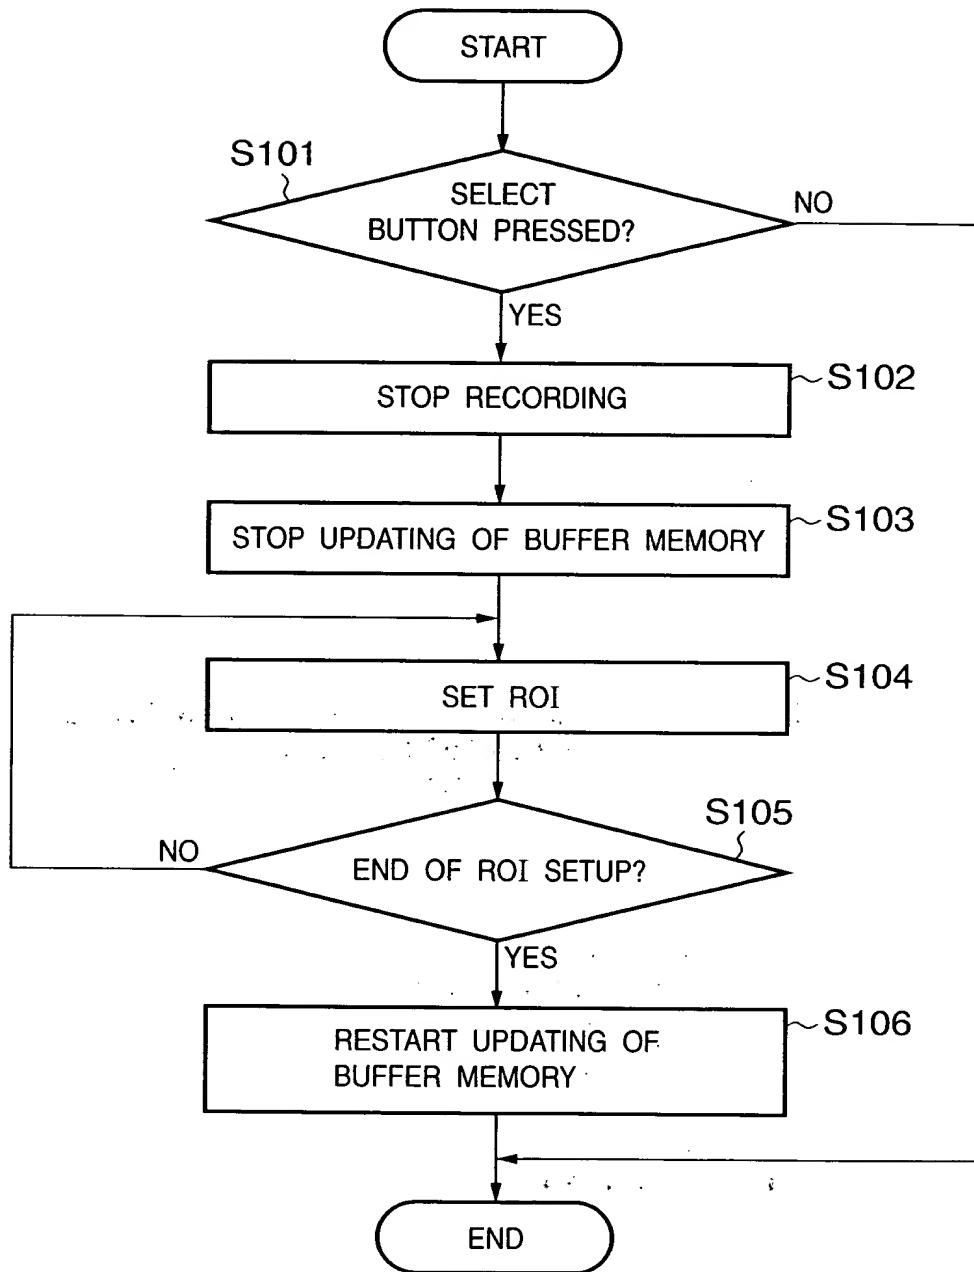 START
S101
SELECT
BUTTON PRESSED?
NO
YES
STOP RECORDING
S102
STOP UPDATING OF BUFFER MEMORY
S103
SET ROI
S104
S105
END OF ROI SETUP?
NO
YES
RESTART UPDATING OF
BUFFER MEMORY
S106
END